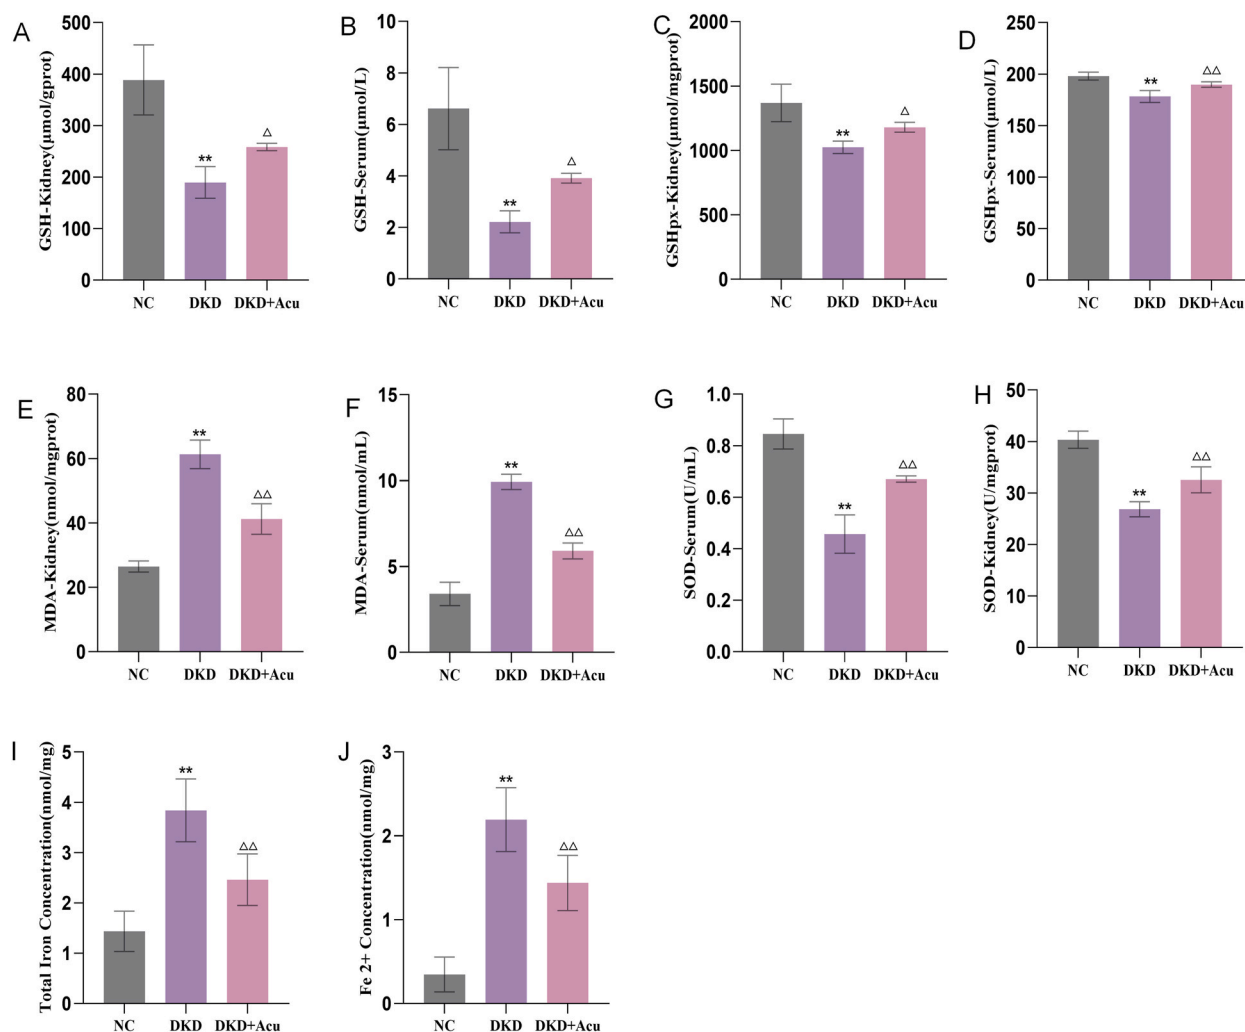 A
GSH-Kidney(μmol/gprot)
500
400
300
200
100
0
**
△
NC
DKD
DKD+Acu
B
GSH-Serum(μmol/L)
10
8
6
4
2
0
**
△
NC
DKD
DKD+Acu
C
GSHpx-Kidney(μmol/mgprot)
2000
1500
1000
500
0
**
△
NC
DKD
DKD+Acu
D
GSHpx-Serum(μmol/L)
250
200
150
100
50
0
**
△△
NC
DKD
DKD+Acu
E
MDA-Kidney(nmol/mgprot)
80
60
40
20
0
**
△△
NC
DKD
DKD+Acu
F
MDA-Serum(nmol/mL)
15
10
5
0
**
△△
NC
DKD
DKD+Acu
G
SOD-Serum(U/mL)
1.0
0.8
0.6
0.4
0.2
0.0
**
△△
NC
DKD
DKD+Acu
H
SOD-Kidney(U/mgprot)
50
40
30
20
10
0
**
△△
NC
DKD
DKD+Acu
I
Total Iron Concentration(nmol/mg)
5
4
3
2
1
0
**
△△
NC
DKD
DKD+Acu
J
Fe 2+ Concentration(nmol/mg)
3
2
1
0
**
△△
NC
DKD
DKD+Acu